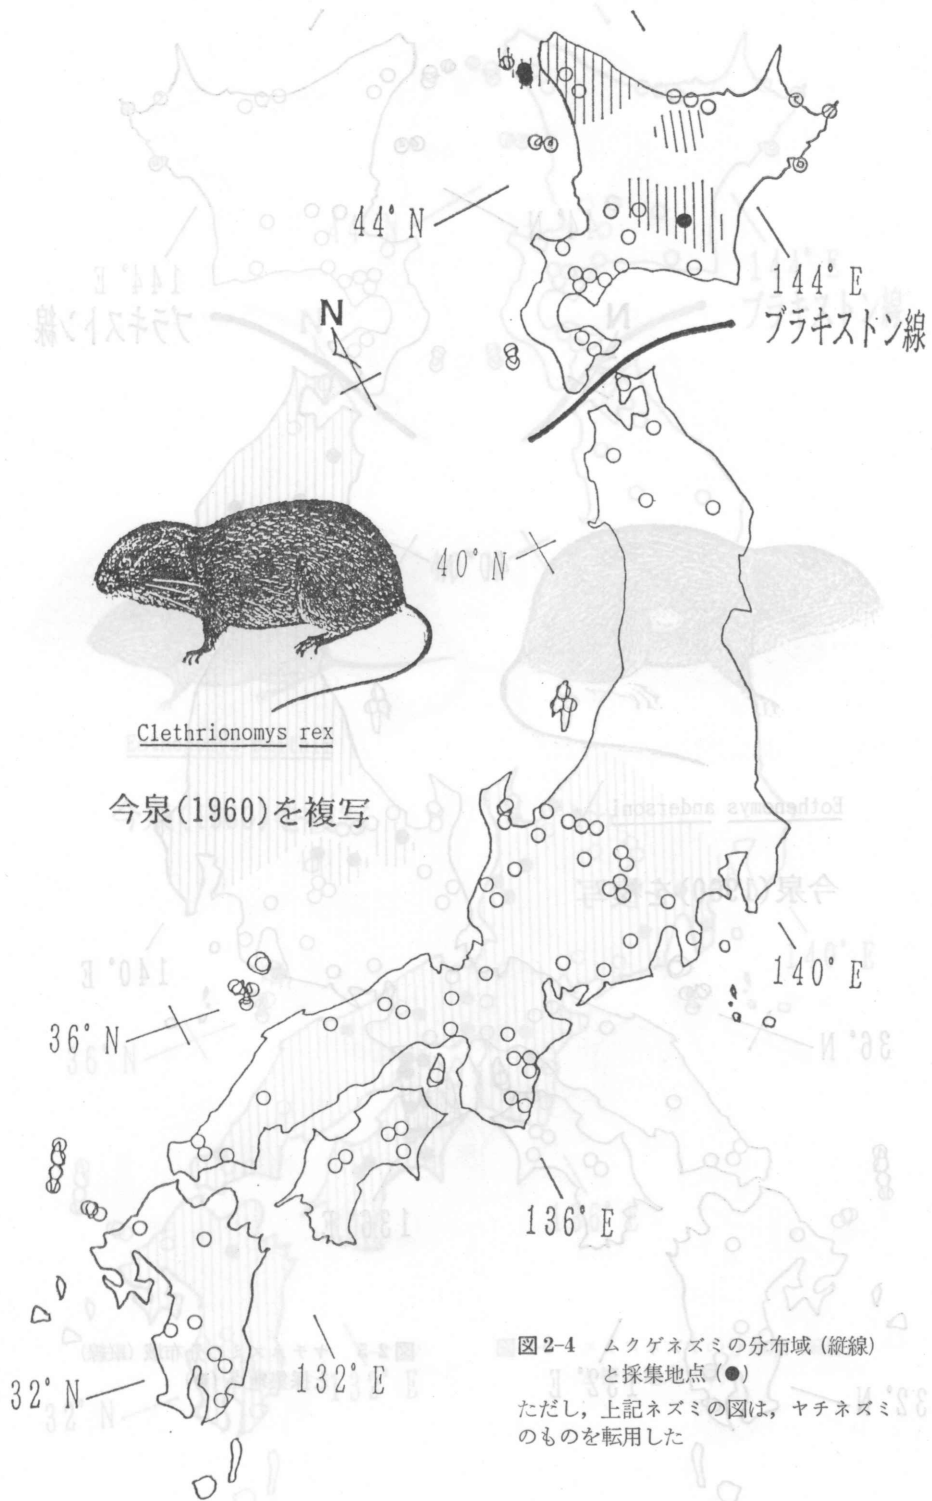 44° N
144° E
ブラキストン線
N
40° N
Clethrionomys rex
今泉(1960)を複写
140° E
36° N
136° E
132° E
32° N
図2-4 ムクゲネズミの分布域(縦線)
と採集地点(●)
ただし，上記ネズミの図は，ヤチネズミ
のものを転用した